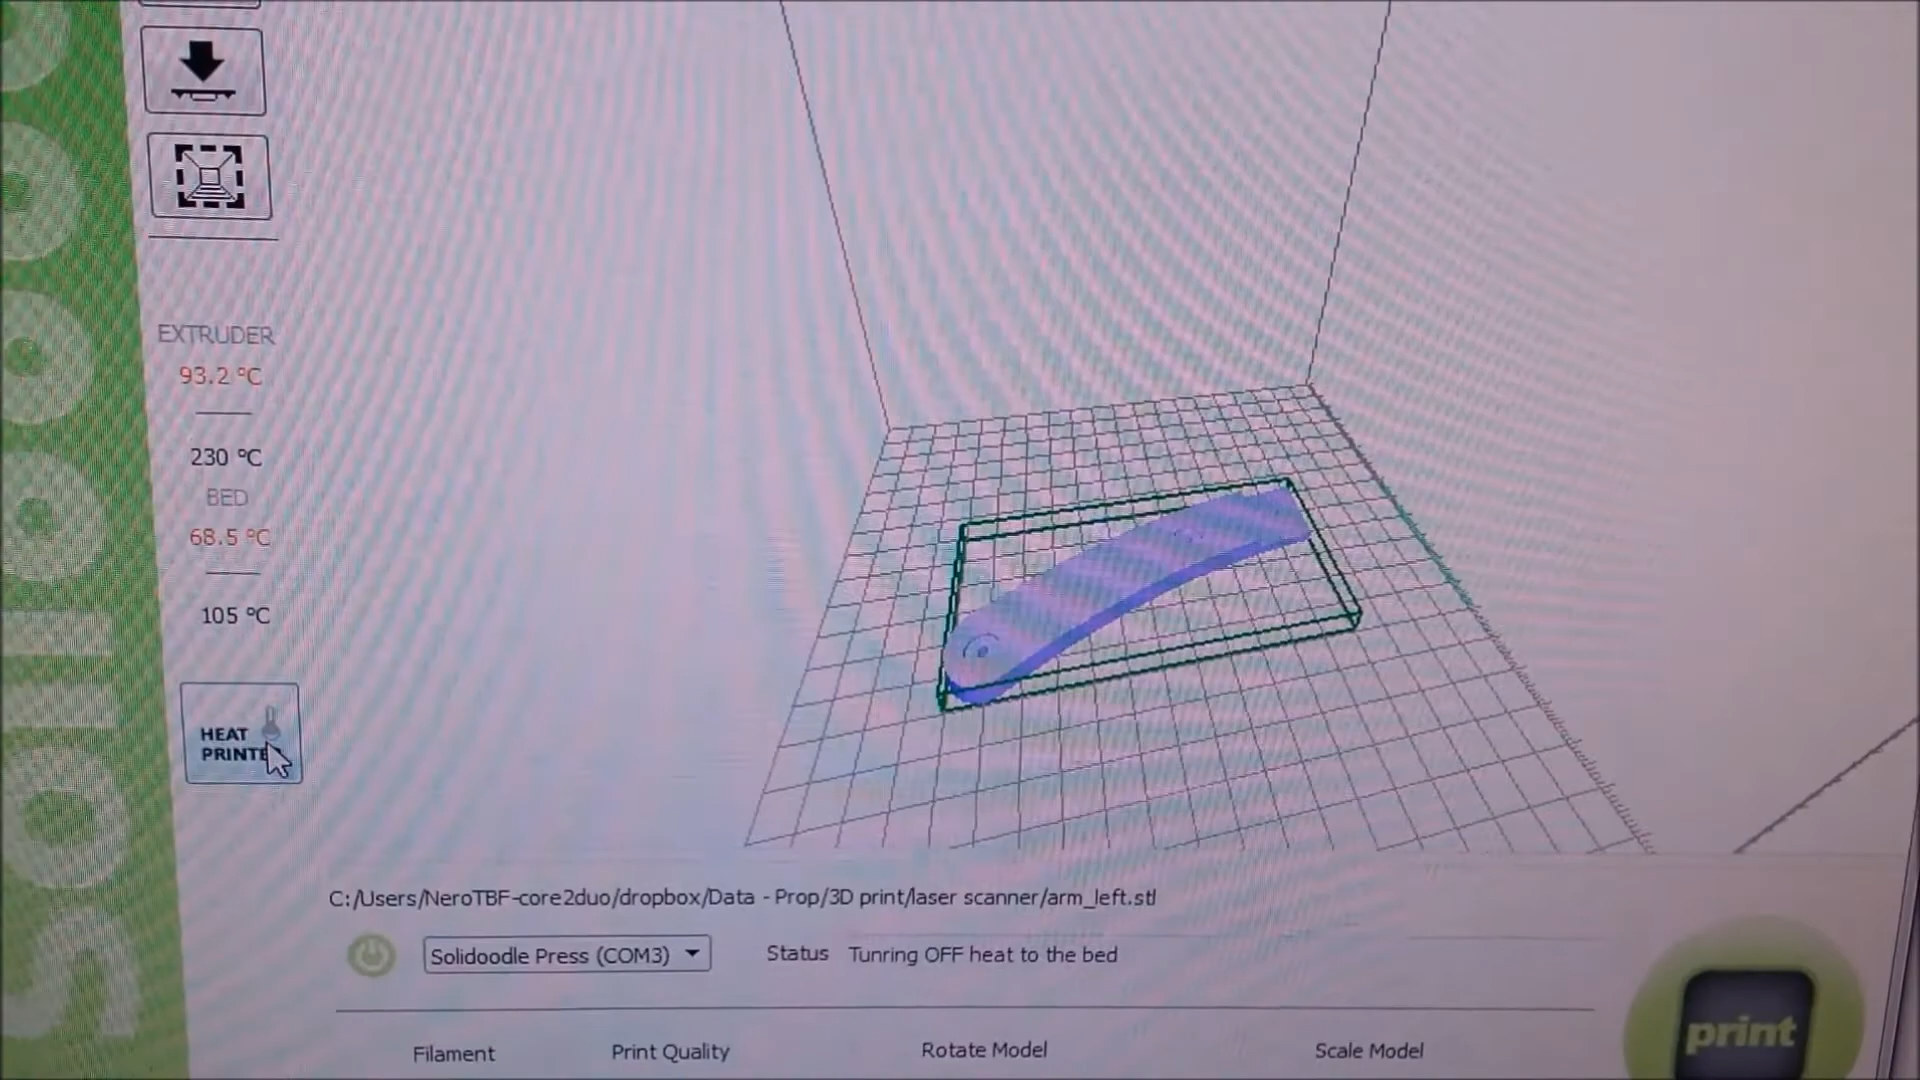 EXTRUDER
93.2 °C
230 °C
BED
68.5 °C
105 °C
HEAT
PRINTE
C:/Users/NeroTBF-core2duo/dropbox/Data - Prop/3D print/laser scanner/arm_left.stl
Solidoodle Press (COM3)
Status Tunring OFF heat to the bed
print
Filament
Print Quality
Rotate Model
Scale Model
solidoodle